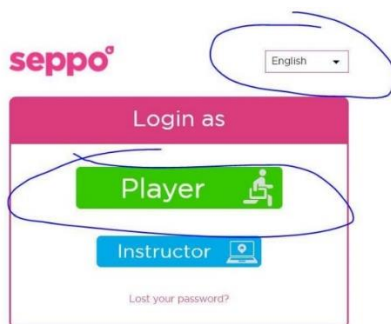 seppo
English
Login as
Player
Instructor
Lost your password?